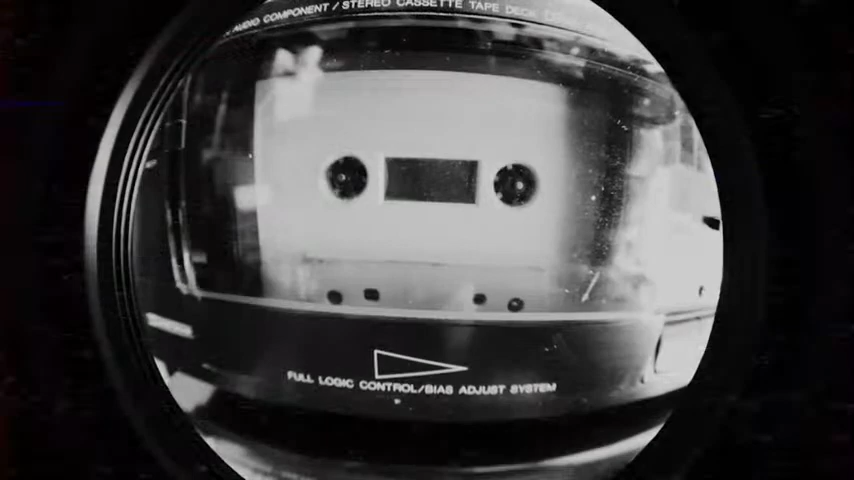 AUDIO COMPONENT / STEREO CASSETTE TAPE DECK
FULL LOGIC CONTROL/BIAS ADJUST SYSTEM